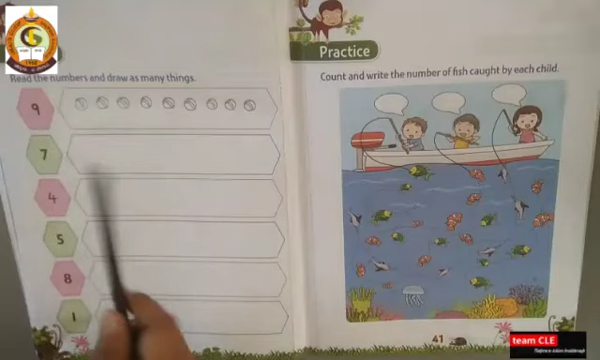 Practice
Read the numbers and draw as many things.
Count and write the number of fish caught by each child.
9
7
4
5
8
1
41
team CLE